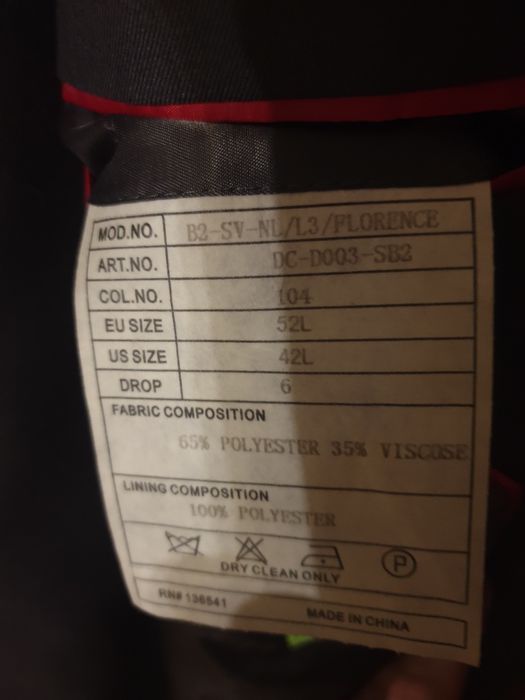 MOD.NO. B2-SV-NL/L3/FLORENCE
ART.NO. DC-D003-SB2
COL.NO. 104
EU SIZE 52L
US SIZE 42L
DROP 6
FABRIC COMPOSITION
65% POLYESTER 35% VISCOSE
LINING COMPOSITION
100% POLYESTER
P
DRY CLEAN ONLY
RN# 136541 MADE IN CHINA